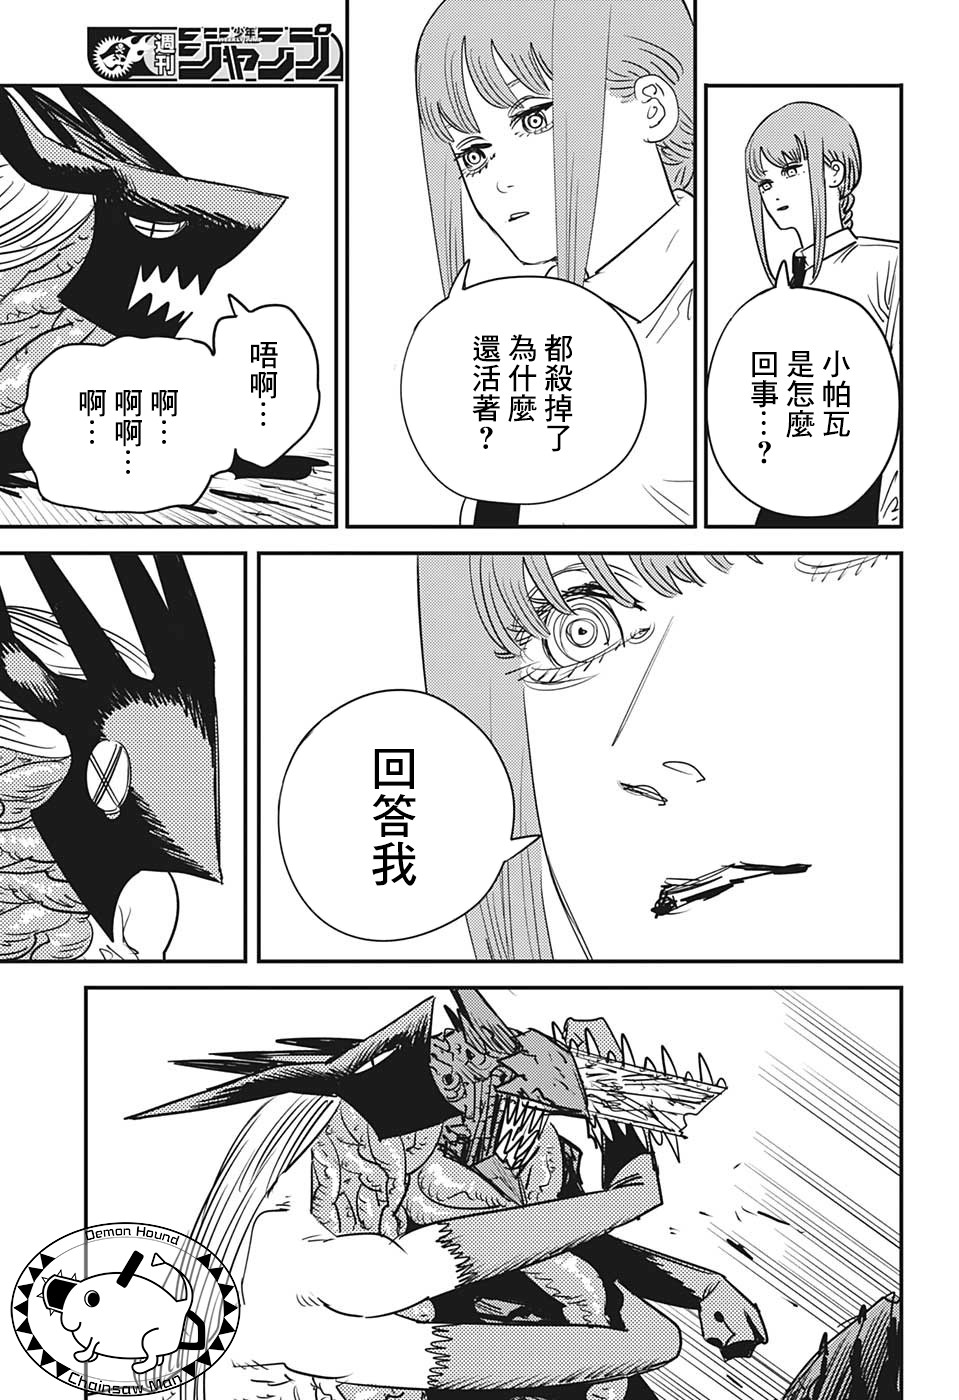 週刊
少年
ジャンプ
小帕瓦
是怎麼
回事…?
都殺掉了
為什麼
還活著?
唔啊…
啊…
啊啊…
啊…
回答我
Demon Hound
Chainsaw Man